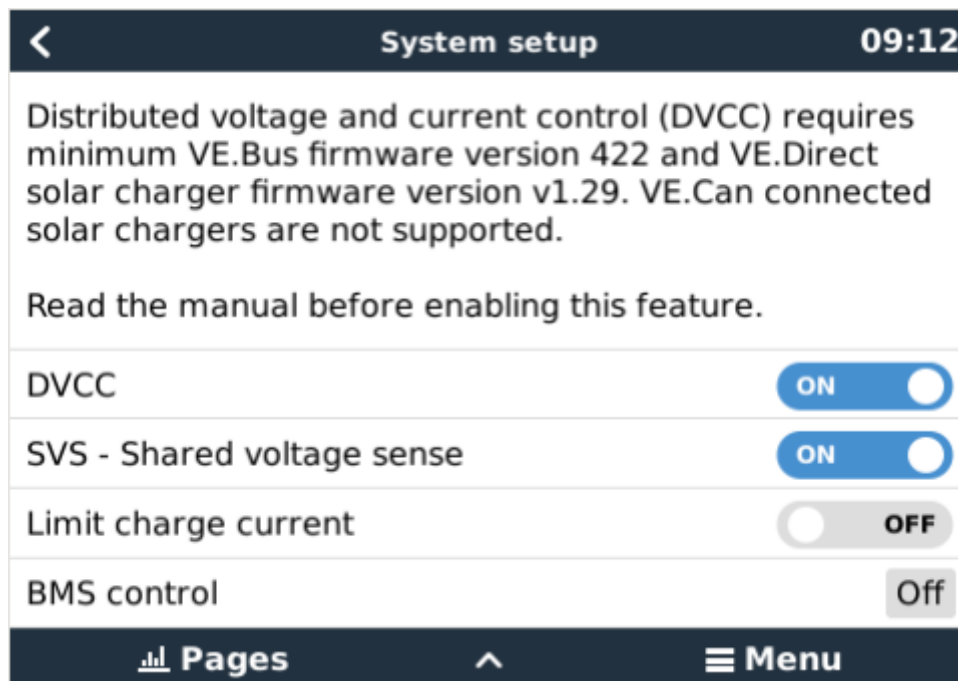 System setup 09:12
Distributed voltage and current control (DVCC) requires
minimum VE.Bus firmware version 422 and VE.Direct
solar charger firmware version v1.29. VE.Can connected
solar chargers are not supported.
Read the manual before enabling this feature.
DVCC ON
SVS - Shared voltage sense ON
Limit charge current OFF
BMS control Off
Pages Menu